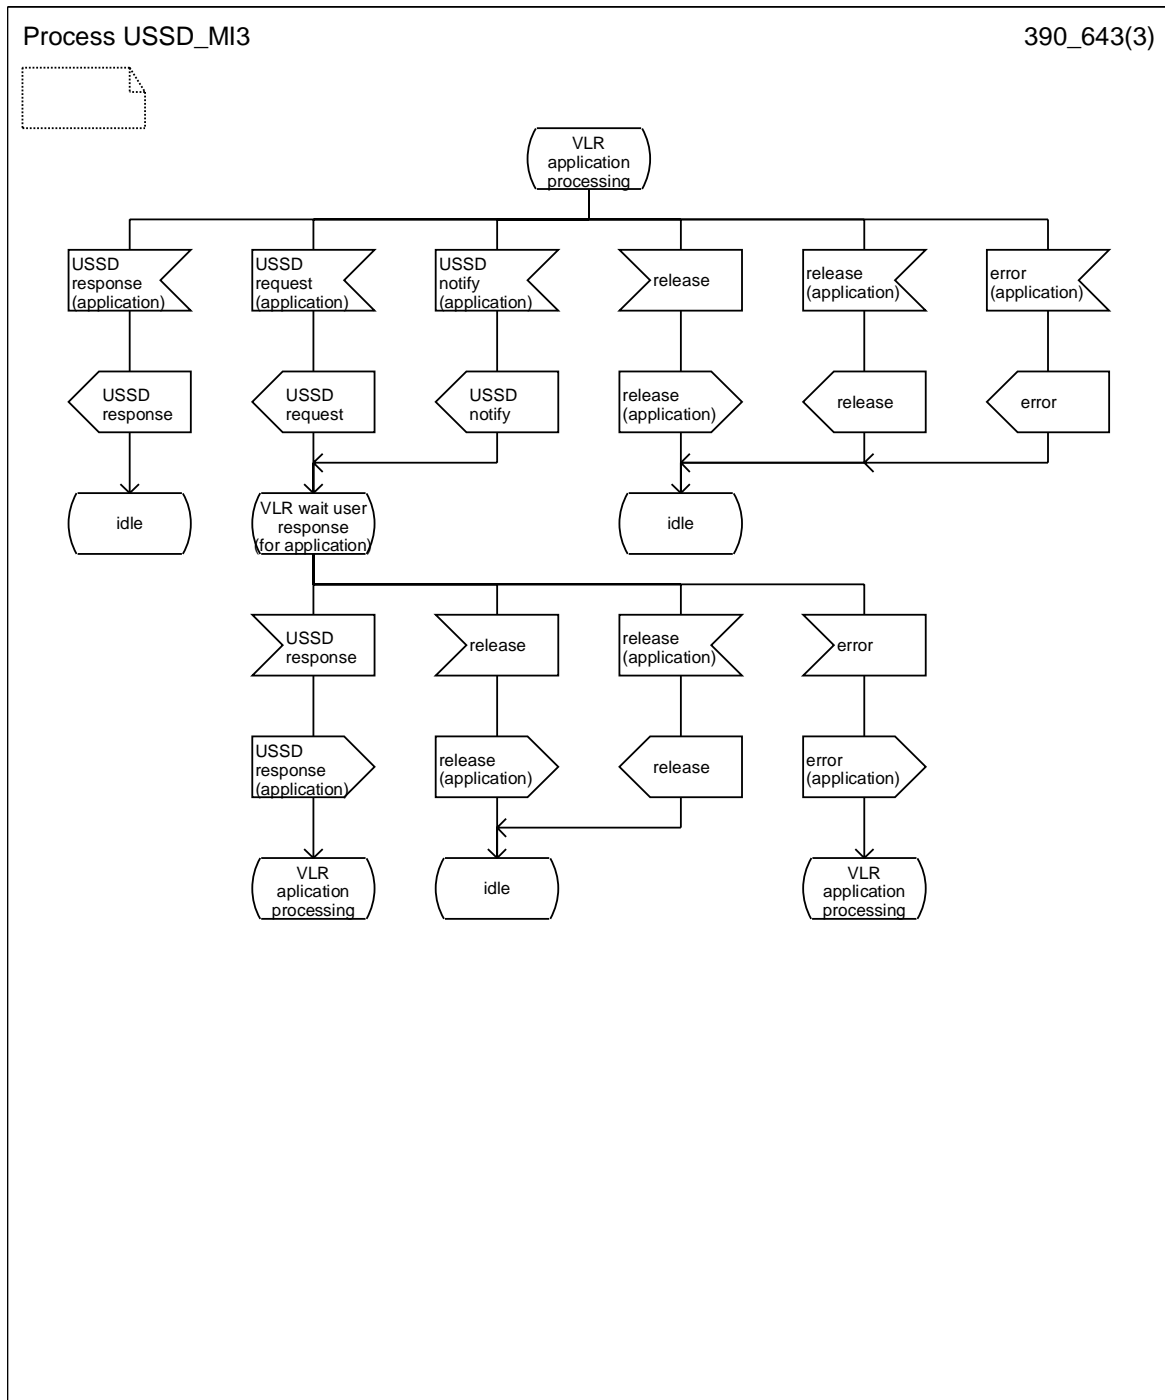 Process USSD_MI3
390_643(3)
VLR
application
processing
USSD
response
(application)
USSD
request
(application)
USSD
notify
(application)
release
release
(application)
error
(application)
USSD
response
USSD
request
USSD
notify
release
(application)
release
error
idle
VLR wait user
response
(for application)
idle
USSD
response
release
release
(application)
error
USSD
response
(application)
release
(application)
release
error
(application)
VLR
aplication
processing
idle
VLR
application
processing